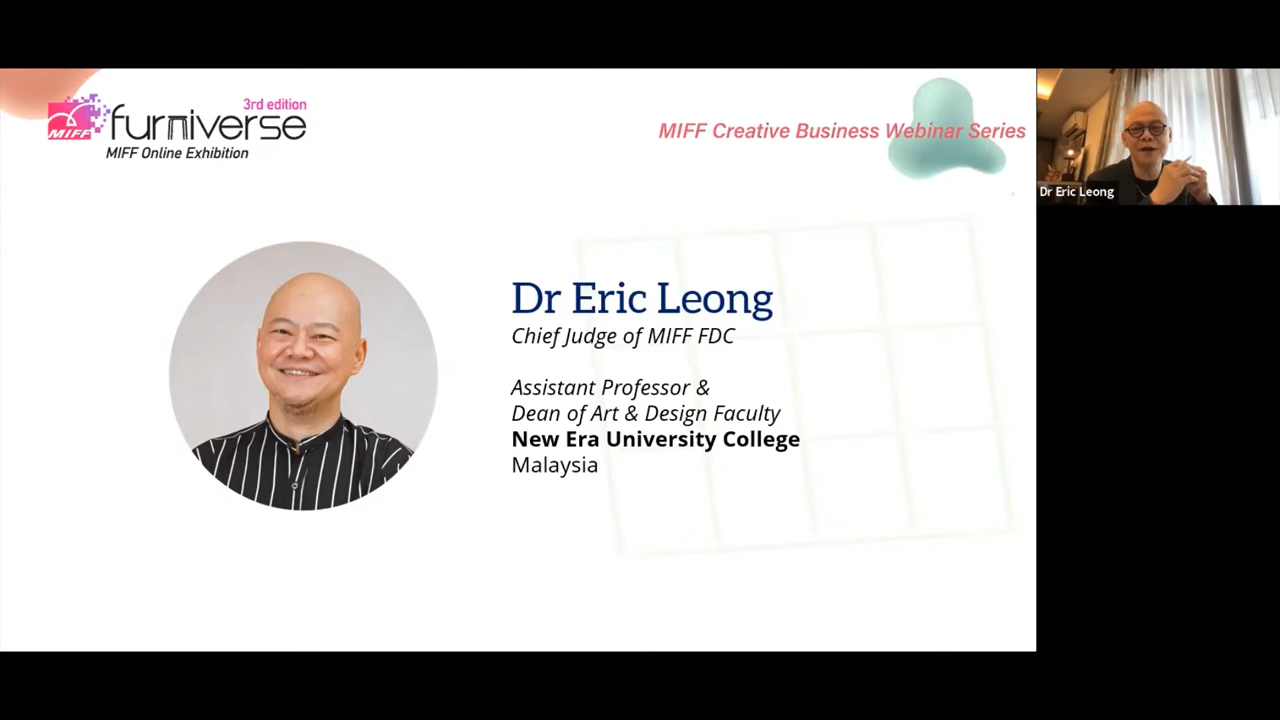 3rd edition
MIFF furniverse
MIFF Online Exhibition
MIFF Creative Business Webinar Series
Dr Eric Leong
Chief Judge of MIFF FDC
Assistant Professor &
Dean of Art & Design Faculty
New Era University College
Malaysia
Dr Eric Leong